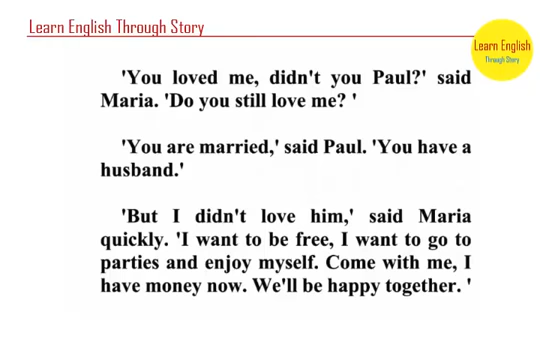 Learn English Through Story
Learn English
Through Story
'You loved me, didn't you Paul?' said
Maria. 'Do you still love me? '
'You are married,' said Paul. 'You have a
husband.'
'But I didn't love him,' said Maria
quickly. 'I want to be free, I want to go to
parties and enjoy myself. Come with me, I
have money now. We'll be happy together. '